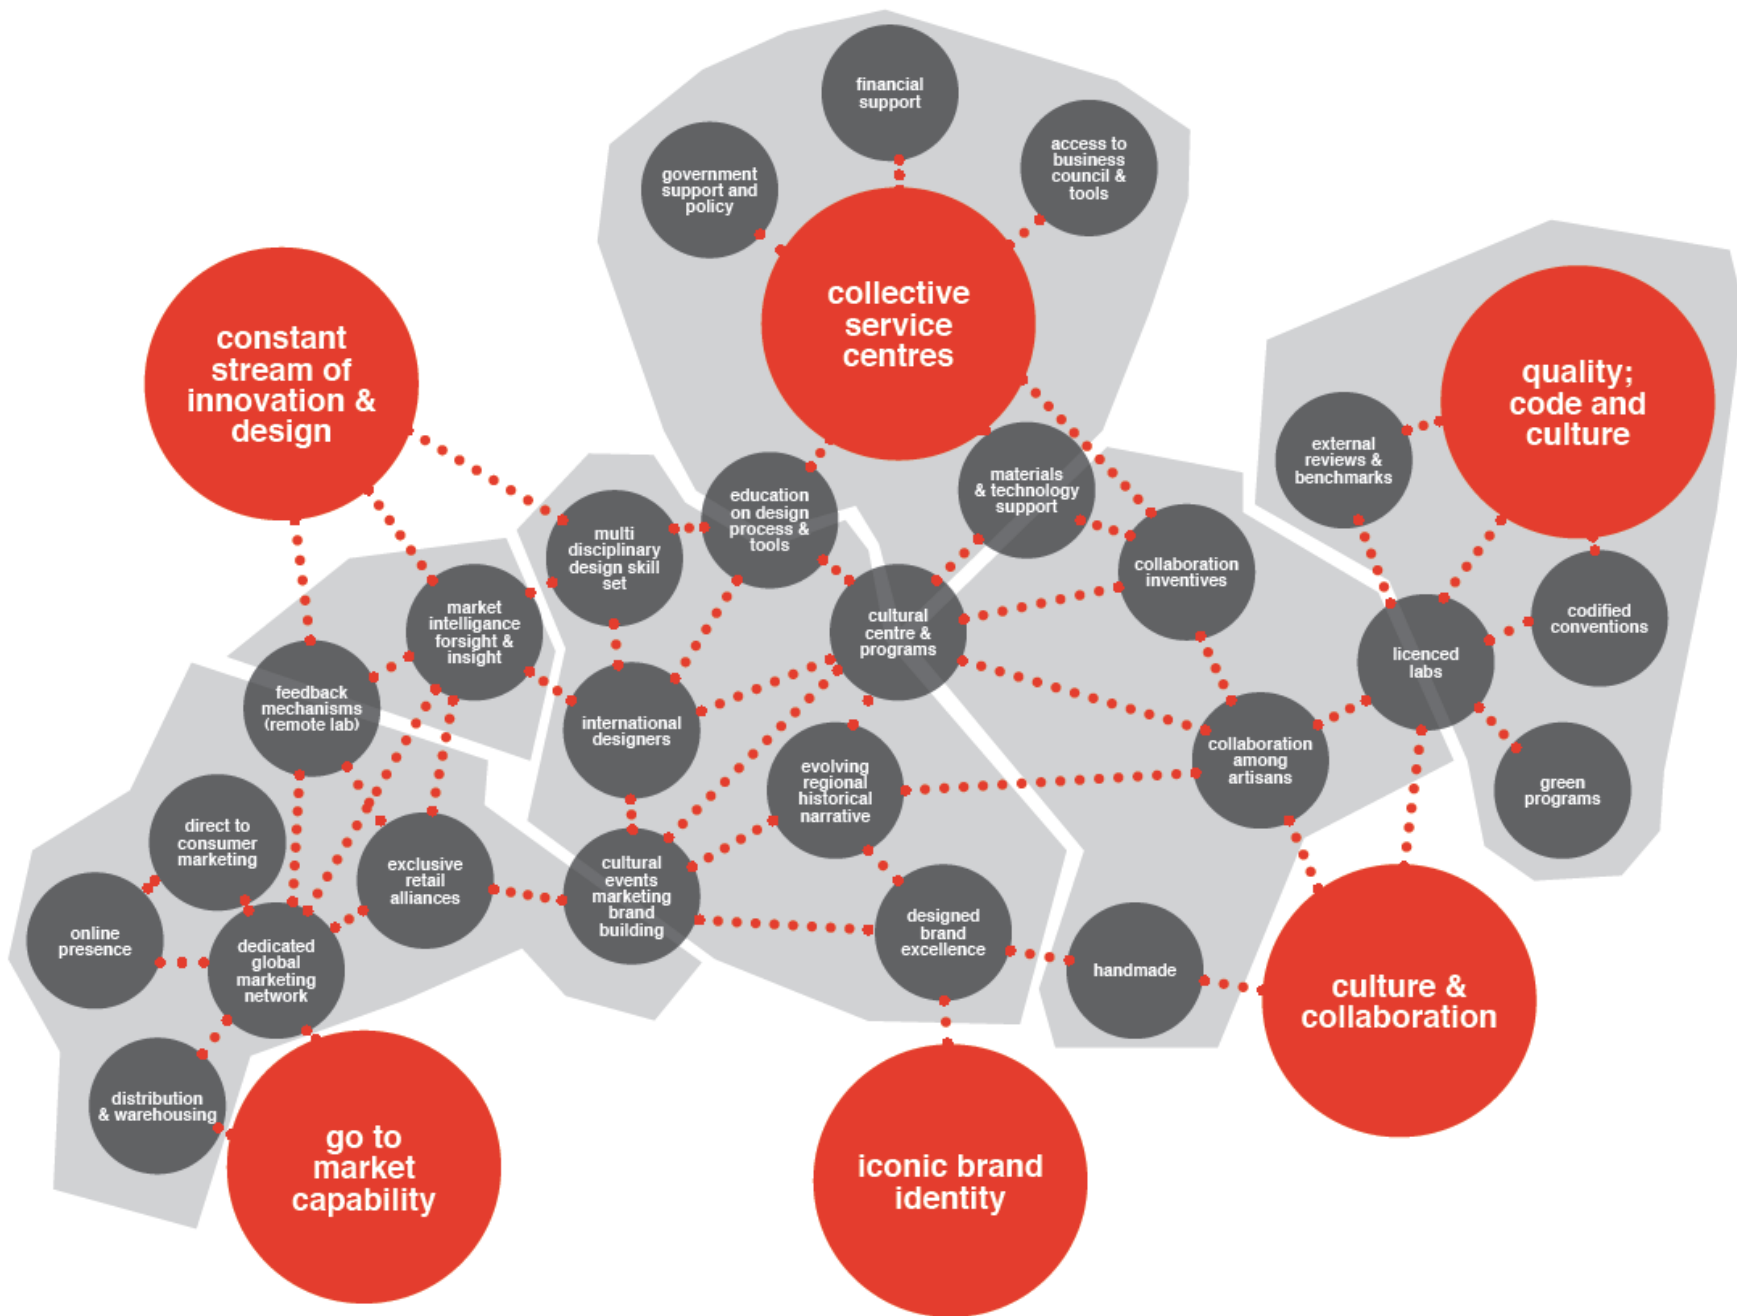 financial
support
government
support and
policy
access to
business
council &
tools
collective
service
centres
constant
stream of
innovation &
design
quality;
code and
culture
external
reviews &
benchmarks
materials
& technology
support
education
on design
process &
tools
multi
disciplinary
design skill
set
collaboration
inventives
market
intelligance
forsight &
insight
cultural
centre &
programs
codified
conventions
licenced
labs
feedback
mechanisms
(remote lab)
international
designers
collaboration
among
artisans
evolving
regional
historical
narrative
green
programs
direct to
consumer
marketing
exclusive
retail
alliances
cultural
events
marketing
brand
building
designed
brand
excellence
online
presence
dedicated
global
marketing
network
handmade
culture &
collaboration
distribution
& warehousing
go to
market
capability
iconic brand
identity